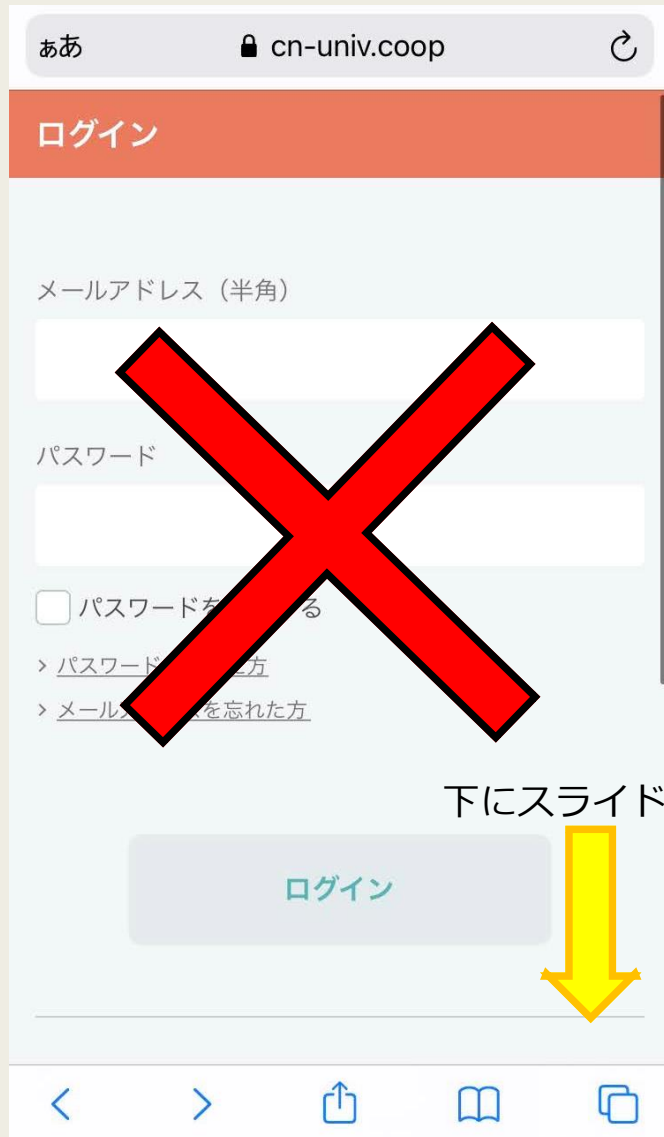 ぁあ cn-univ.coop
ログイン
メールアドレス（半角）
パスワード
パスワードを る
> パスワード 方
> メール を忘れた方
下にスライド
ログイン